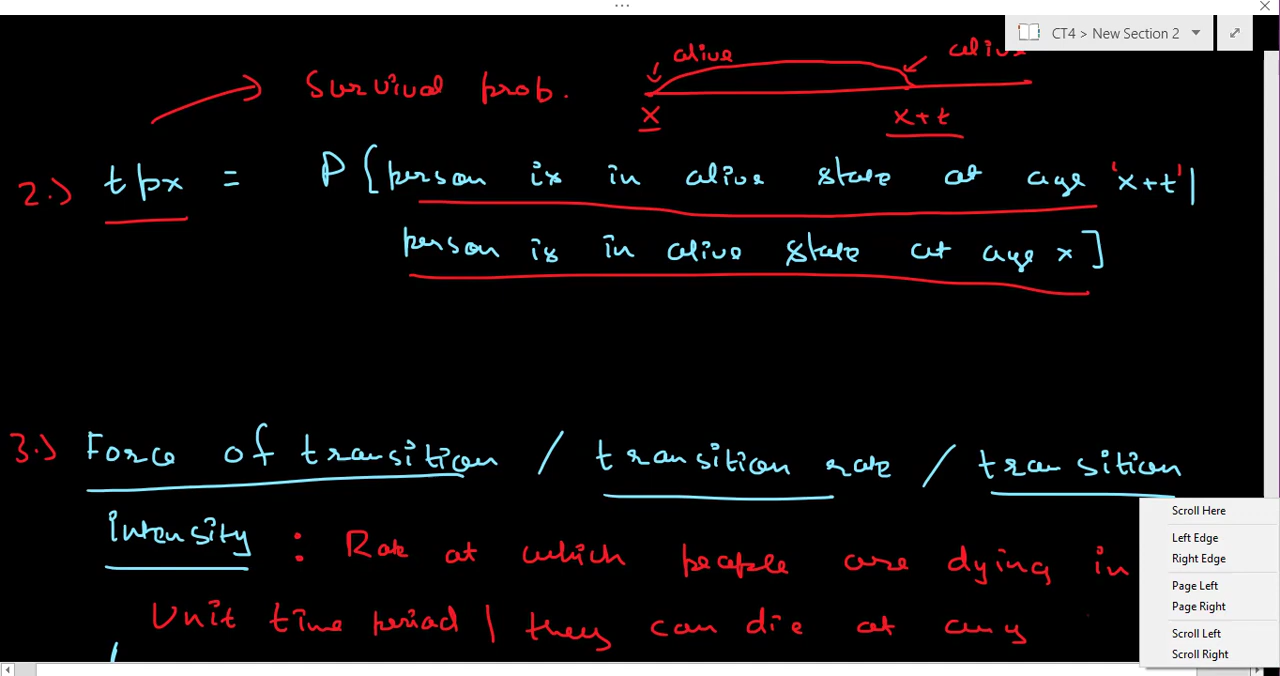 ...
CT4 > New Section 2
alive
alive
Survival prob.
x
x+t
2.) tpx = P{person is in alive state at age 'x+t'|
person is in alive state at age x]
3.) Force of transition / transition rate / transition
intensity : Rate at which people are dying in
Unit time period | they can die at any
Scroll Here
Left Edge
Right Edge
Page Left
Page Right
Scroll Left
Scroll Right